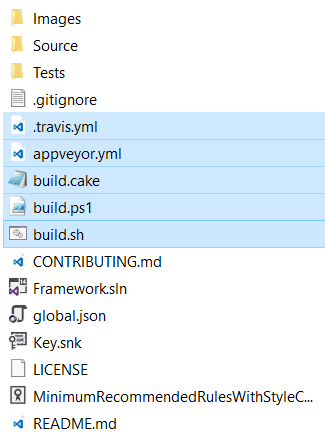 Images
Source
Tests
.gitignore
.travis.yml
appveyor.yml
build.cake
build.ps1
build.sh
CONTRIBUTING.md
Framework.sln
global.json
Key.snk
LICENSE
MinimumRecommendedRulesWithStyleC...
README.md